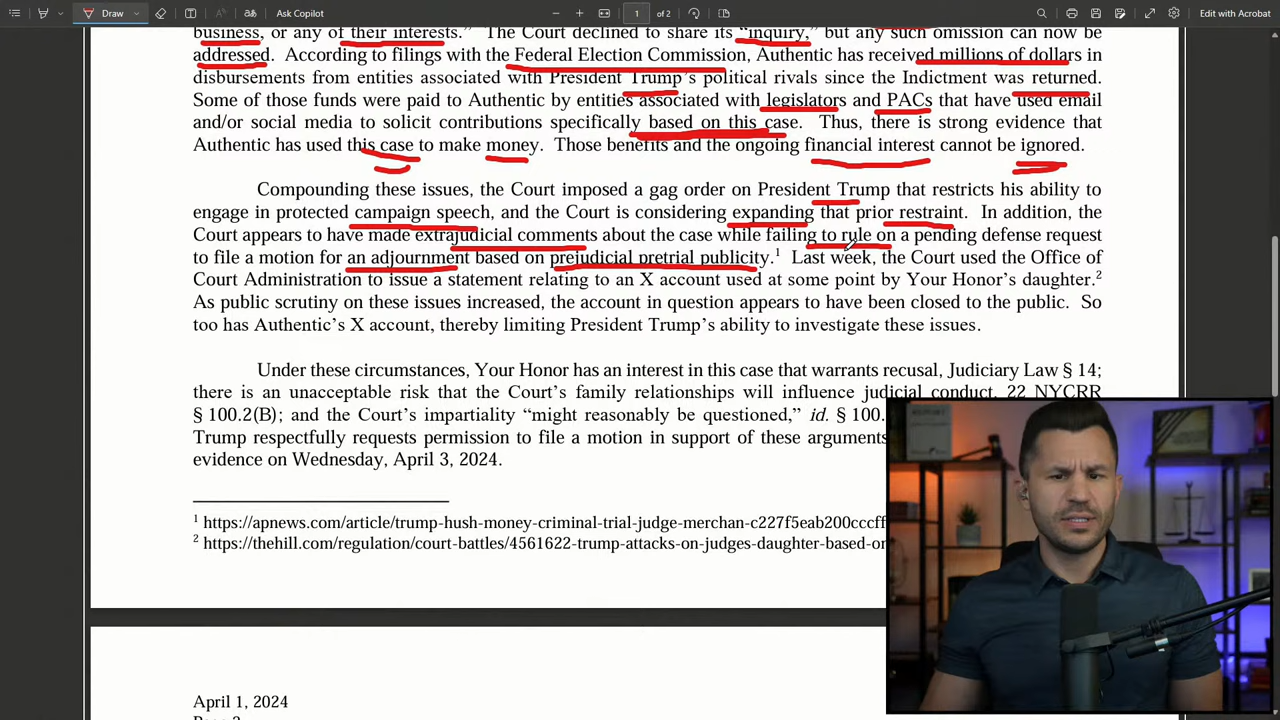 Draw
Ask Copilot
1
of 2
Edit with Acrobat
business, or any of their interests.” The Court declined to share its “inquiry,” but any such omission can now be
addressed. According to filings with the Federal Election Commission, Authentic has received millions of dollars in
disbursements from entities associated with President Trump’s political rivals since the Indictment was returned.
Some of those funds were paid to Authentic by entities associated with legislators and PACs that have used email
and/or social media to solicit contributions specifically based on this case. Thus, there is strong evidence that
Authentic has used this case to make money. Those benefits and the ongoing financial interest cannot be ignored.
Compounding these issues, the Court imposed a gag order on President Trump that restricts his ability to
engage in protected campaign speech, and the Court is considering expanding that prior restraint. In addition, the
Court appears to have made extrajudicial comments about the case while failing to rule on a pending defense request
to file a motion for an adjournment based on prejudicial pretrial publicity.1 Last week, the Court used the Office of
Court Administration to issue a statement relating to an X account used at some point by Your Honor’s daughter.2
As public scrutiny on these issues increased, the account in question appears to have been closed to the public. So
too has Authentic’s X account, thereby limiting President Trump’s ability to investigate these issues.
Under these circumstances, Your Honor has an interest in this case that warrants recusal, Judiciary Law § 14;
there is an unacceptable risk that the Court’s family relationships will influence judicial conduct, 22 NYCRR
§ 100.2(B); and the Court’s impartiality “might reasonably be questioned,” id. § 100.
Trump respectfully requests permission to file a motion in support of these arguments
evidence on Wednesday, April 3, 2024.
1 https://apnews.com/article/trump-hush-money-criminal-trial-judge-merchan-c227f5eab200cccff
2 https://thehill.com/regulation/court-battles/4561622-trump-attacks-on-judges-daughter-based-on
April 1, 2024